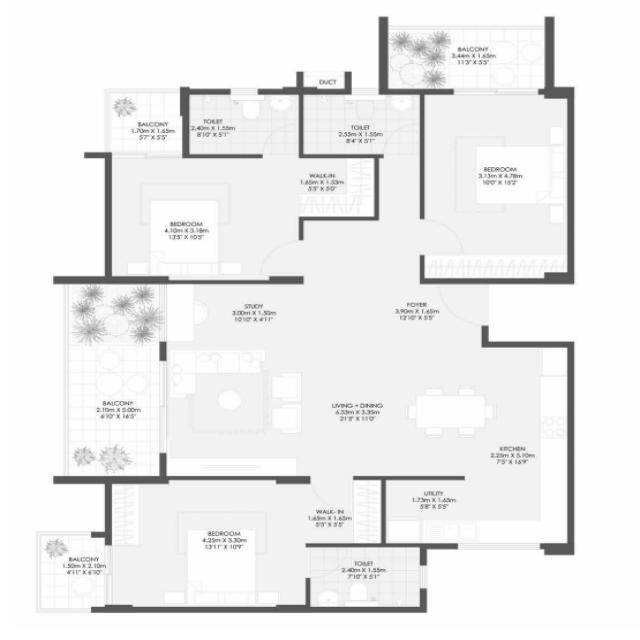 BALCONY
3.44m X 1.65m
11'3" X 5'5"
DUCT
TOILET
2.40m X 1.55m
8'10" X 5'1"
TOILET
2.55m X 1.55m
8'4" X 5'1"
BALCONY
1.70m X 1.65m
5'7" X 5'5"
BEDROOM
3.13m X 4.78m
10'0" X 15'2"
WALK-IN
1.65m X 1.53m
5'5" X 5'0"
BEDROOM
4.10m X 3.18m
13'5" X 10'5"
STUDY
3.00m X 1.50m
10'10" X 4'11"
FOYER
3.90m X 1.65m
12'10" X 5'5"
BALCONY
2.10m X 5.00m
6'10" X 16'5"
LIVING + DINING
6.53m X 3.35m
21'5" X 11'0"
KITCHEN
2.25m X 5.10m
7'5" X 16'9"
UTILITY
1.73m X 1.65m
5'8" X 5'5"
WALK- IN
1.65m X 1.65m
5'5" X 5'5"
BEDROOM
4.25m X 3.30m
13'11" X 10'9"
BALCONY
1.50m X 2.10m
4'11" X 6'10"
TOILET
2.40m X 1.55m
7'10" X 5'1"